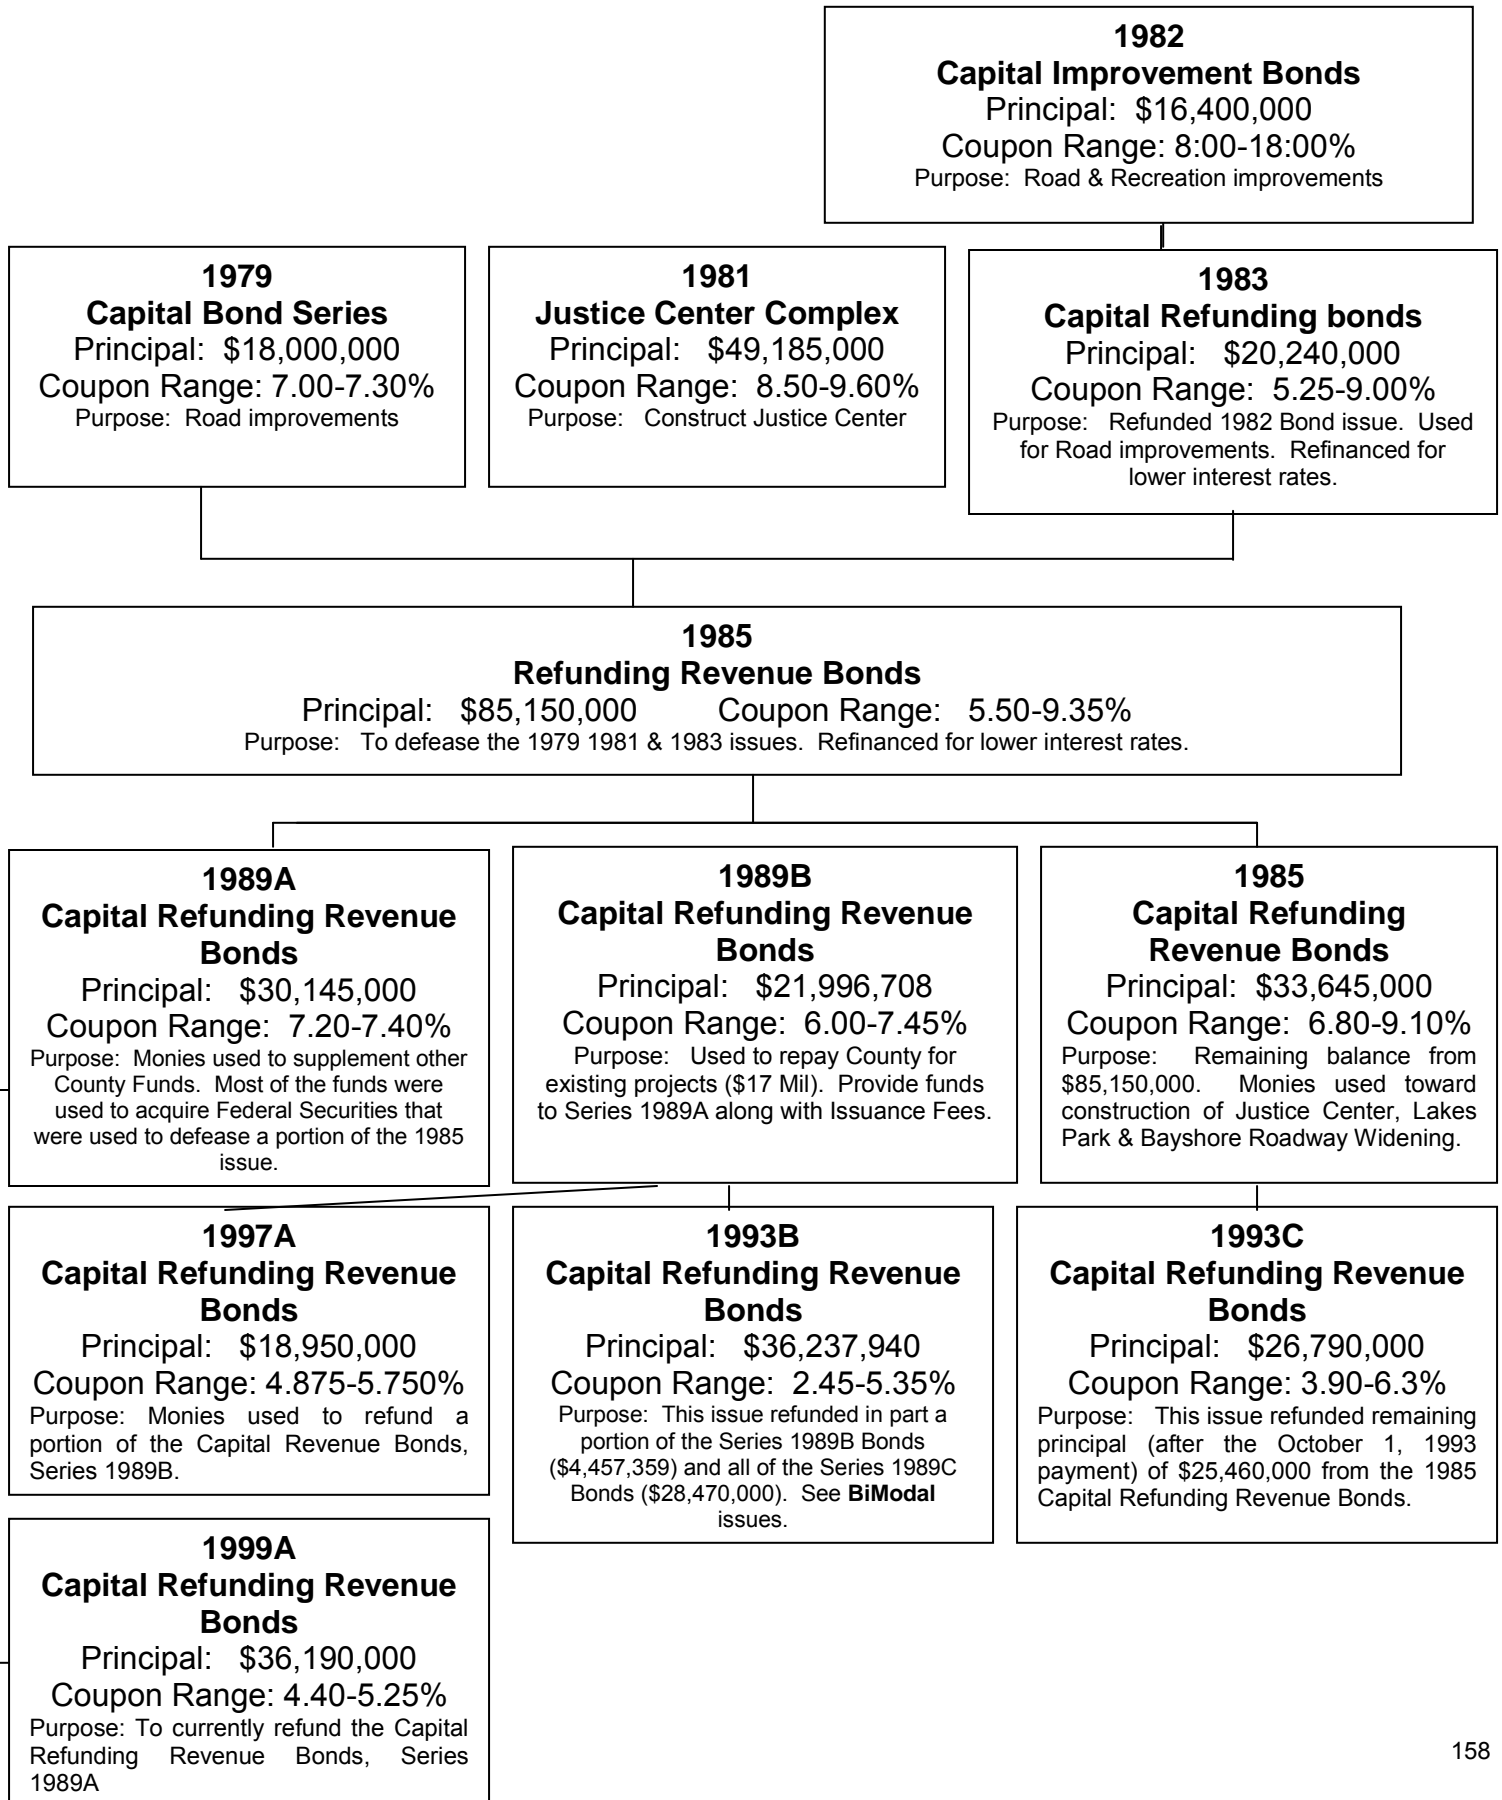 1982
Capital Improvement Bonds
Principal: $16,400,000
Coupon Range: 8:00-18:00%
Purpose: Road & Recreation improvements
1979
Capital Bond Series
Principal: $18,000,000
Coupon Range: 7.00-7.30%
Purpose: Road improvements
1981
Justice Center Complex
Principal: $49,185,000
Coupon Range: 8.50-9.60%
Purpose: Construct Justice Center
1983
Capital Refunding bonds
Principal: $20,240,000
Coupon Range: 5.25-9.00%
Purpose: Refunded 1982 Bond issue. Used
for Road improvements. Refinanced for
lower interest rates.
1985
Refunding Revenue Bonds
Principal: $85,150,000 Coupon Range: 5.50-9.35%
Purpose: To defease the 1979 1981 & 1983 issues. Refinanced for lower interest rates.
1989A
Capital Refunding Revenue
Bonds
Principal: $30,145,000
Coupon Range: 7.20-7.40%
Purpose: Monies used to supplement other
County Funds. Most of the funds were
used to acquire Federal Securities that
were used to defease a portion of the 1985
issue.
1989B
Capital Refunding Revenue
Bonds
Principal: $21,996,708
Coupon Range: 6.00-7.45%
Purpose: Used to repay County for
existing projects ($17 Mil). Provide funds
to Series 1989A along with Issuance Fees.
1985
Capital Refunding
Revenue Bonds
Principal: $33,645,000
Coupon Range: 6.80-9.10%
Purpose: Remaining balance from
$85,150,000. Monies used toward
construction of Justice Center, Lakes
Park & Bayshore Roadway Widening.
1997A
Capital Refunding Revenue
Bonds
Principal: $18,950,000
Coupon Range: 4.875-5.750%
Purpose: Monies used to refund a
portion of the Capital Revenue Bonds,
Series 1989B.
1993B
Capital Refunding Revenue
Bonds
Principal: $36,237,940
Coupon Range: 2.45-5.35%
Purpose: This issue refunded in part a
portion of the Series 1989B Bonds
($4,457,359) and all of the Series 1989C
Bonds ($28,470,000). See BiModal
issues.
1993C
Capital Refunding Revenue
Bonds
Principal: $26,790,000
Coupon Range: 3.90-6.3%
Purpose: This issue refunded remaining
principal (after the October 1, 1993
payment) of $25,460,000 from the 1985
Capital Refunding Revenue Bonds.
1999A
Capital Refunding Revenue
Bonds
Principal: $36,190,000
Coupon Range: 4.40-5.25%
Purpose: To currently refund the Capital
Refunding Revenue Bonds, Series
1989A
158